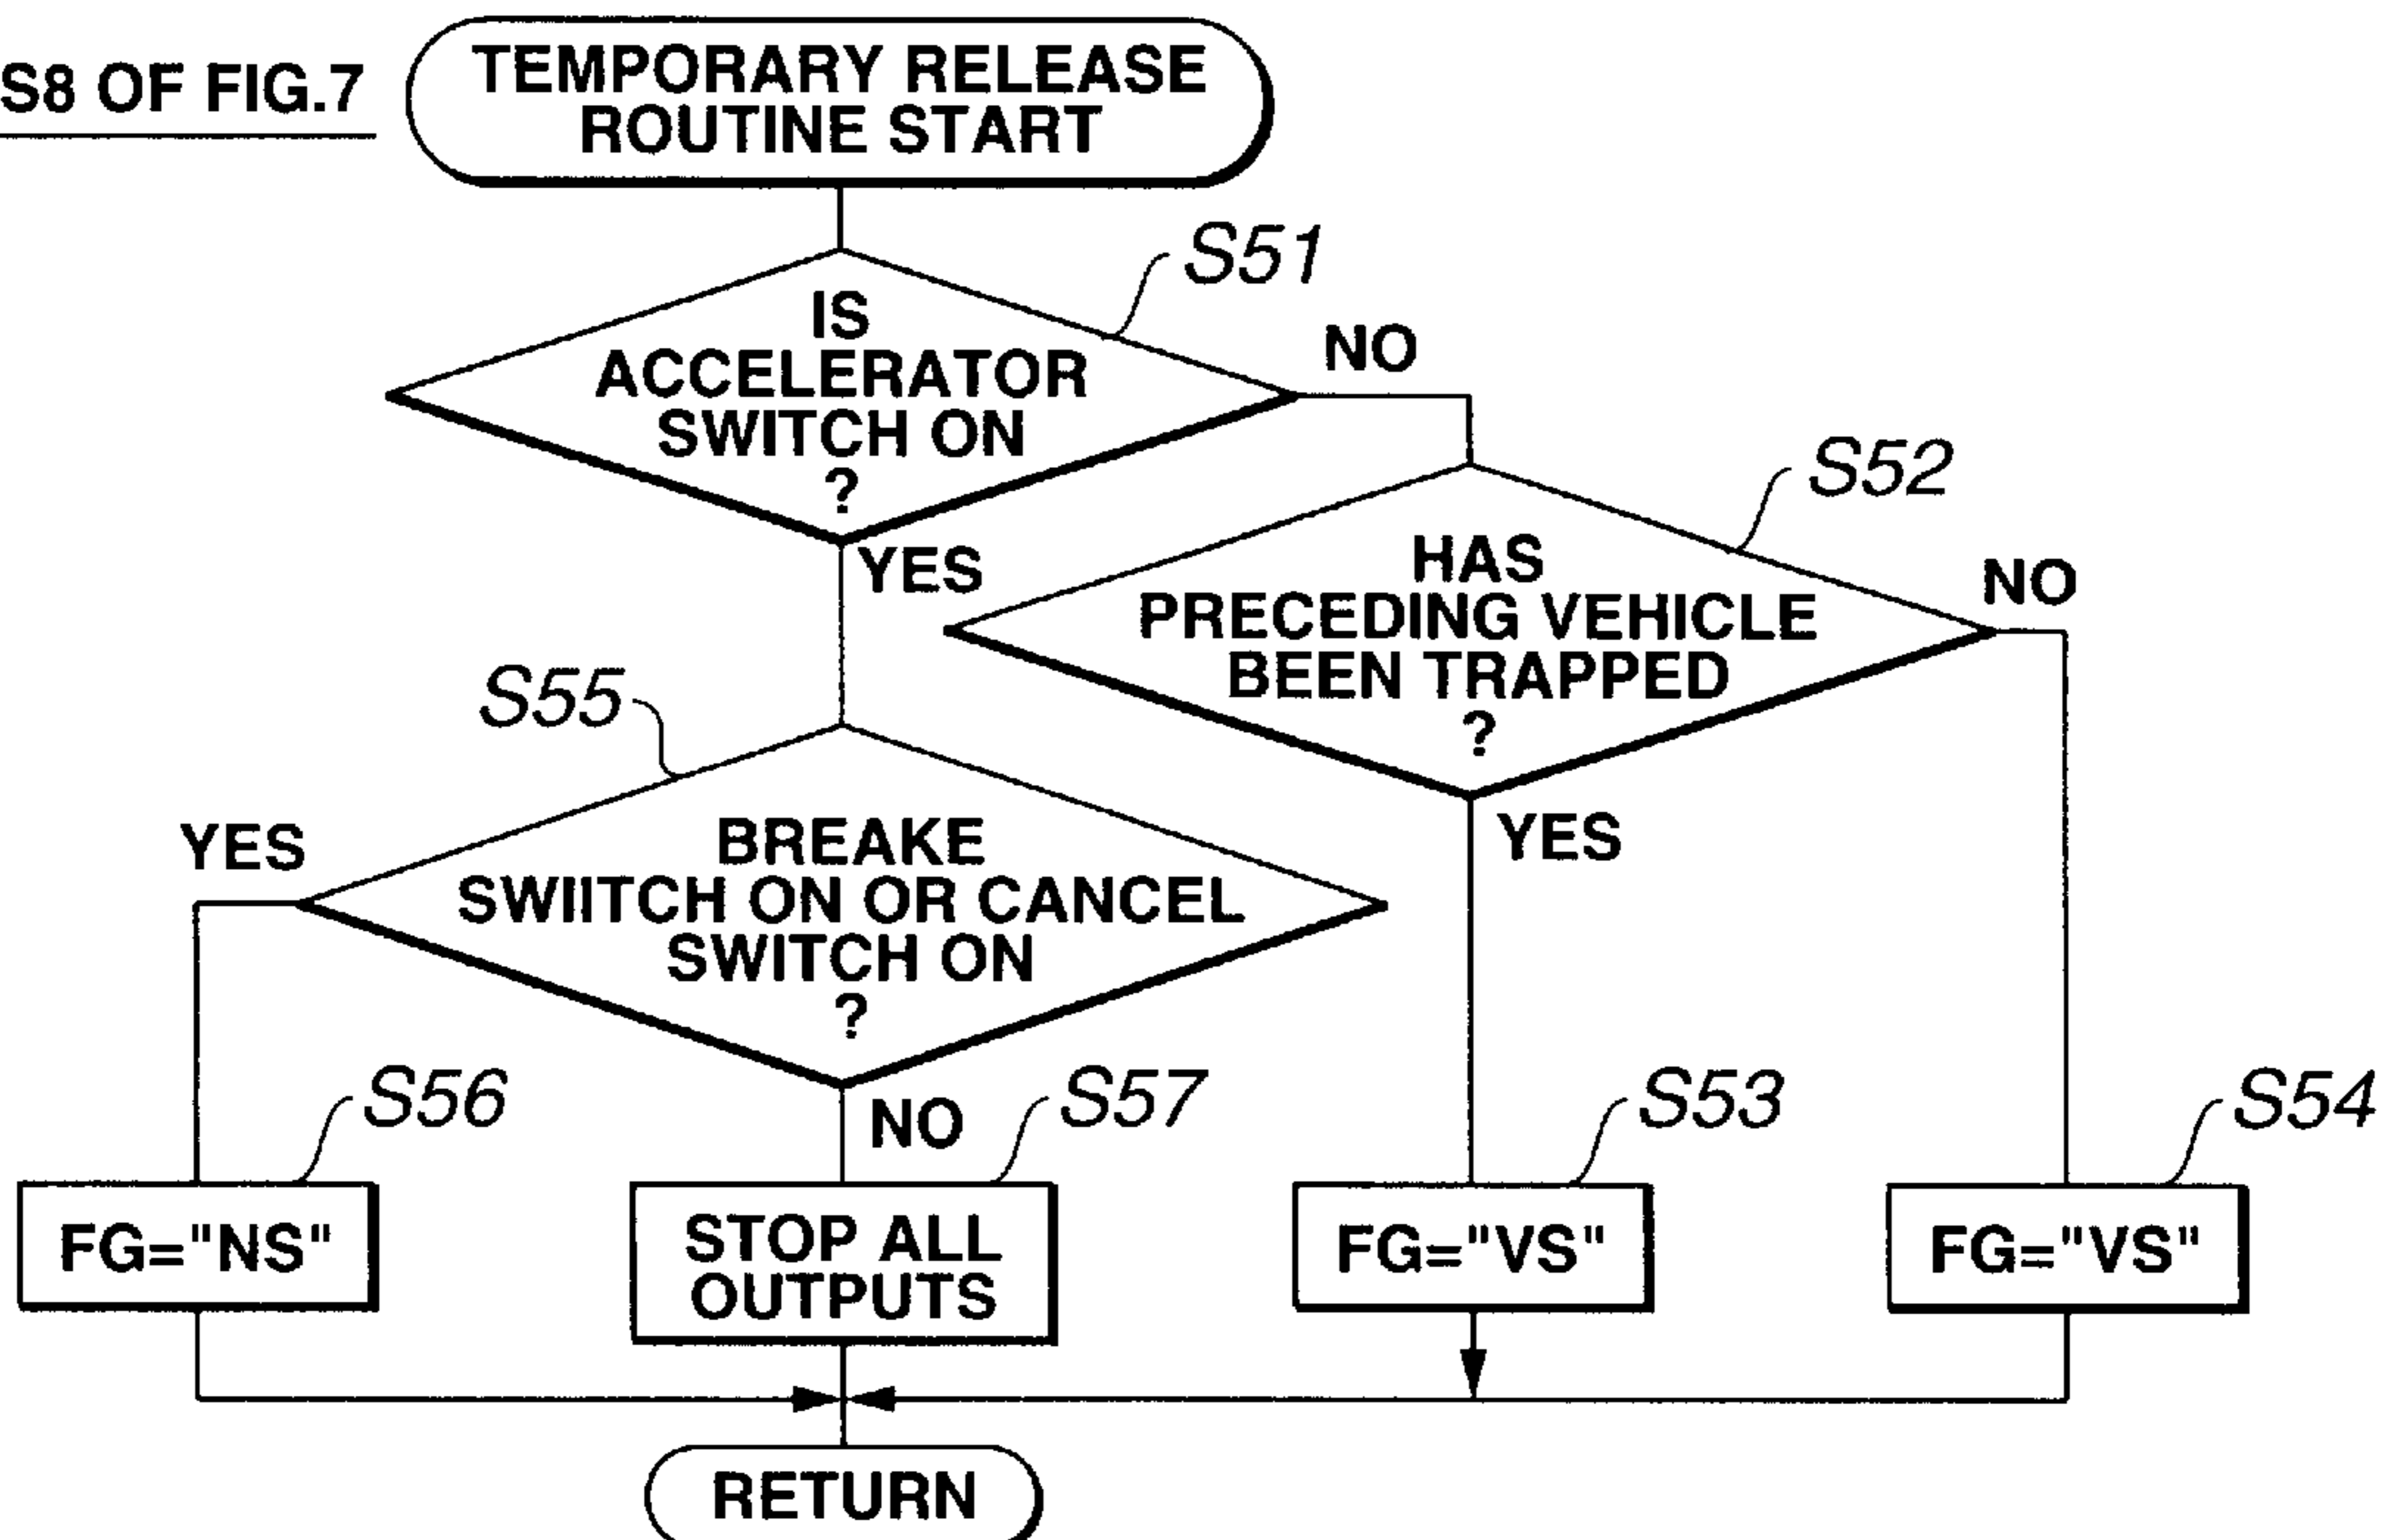 S8 OF FIG.7
TEMPORARY RELEASE
ROUTINE START
S51
IS
ACCELERATOR
SWITCH ON
?
NO
YES
S52
HAS
PRECEDING VEHICLE
BEEN TRAPPED
?
NO
YES
S55
BREAKE
SWIITCH ON OR CANCEL
SWITCH ON
?
YES
NO
S56
FG="NS"
S57
STOP ALL
OUTPUTS
S53
FG="VS"
S54
FG="VS"
RETURN